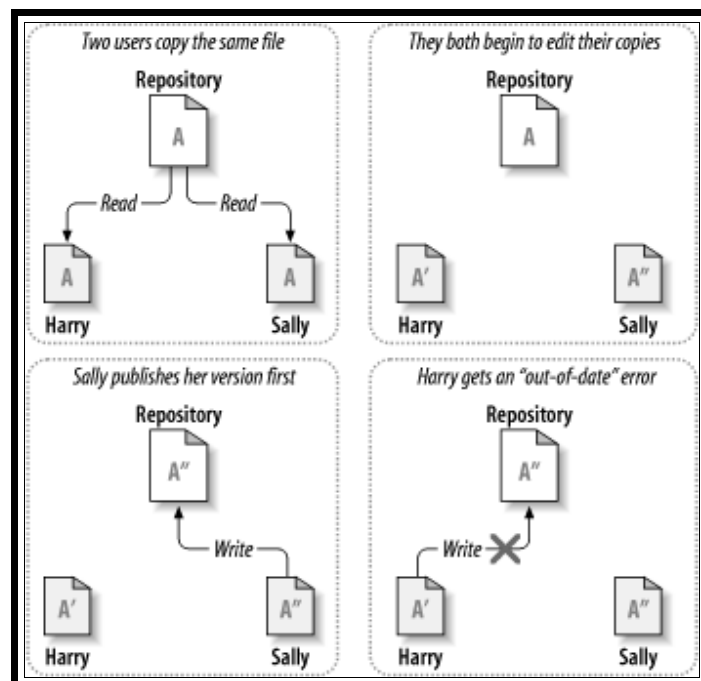 Two users copy the same file
Repository
A
Read
Read
A
A
Harry
Sally
They both begin to edit their copies
Repository
A
A′
A″
Harry
Sally
Sally publishes her version first
Repository
A″
Write
A′
A″
Harry
Sally
Harry gets an “out-of-date” error
Repository
A″
Write
A′
A″
Harry
Sally